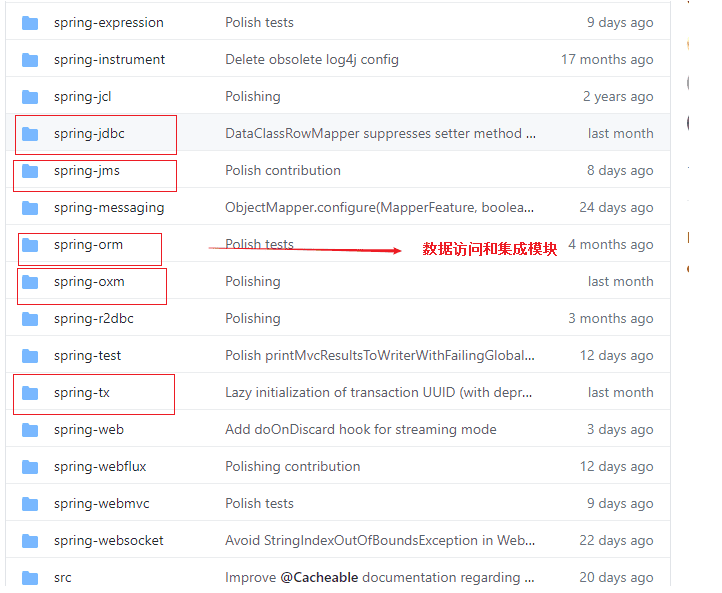 spring-expression Polish tests 9 days ago
spring-instrument Delete obsolete log4j config 17 months ago
spring-jcl Polishing 2 years ago
spring-jdbc DataClassRowMapper suppresses setter method ... last month
spring-jms Polish contribution 8 days ago
spring-messaging ObjectMapper.configure(MapperFeature, boolea... 24 days ago
spring-orm Polish tests 数据访问和集成模块 4 months ago
spring-oxm Polishing last month
spring-r2dbc Polishing 3 months ago
spring-test Polish printMvcResultsToWriterWithFailingGlobal... 12 days ago
spring-tx Lazy initialization of transaction UUID (with depr... last month
spring-web Add doOnDiscard hook for streaming mode 3 days ago
spring-webflux Polishing contribution 12 days ago
spring-webmvc Polish tests 9 days ago
spring-websocket Avoid StringIndexOutOfBoundsException in Web... 22 days ago
src Improve @Cacheable documentation regarding ... 20 days ago